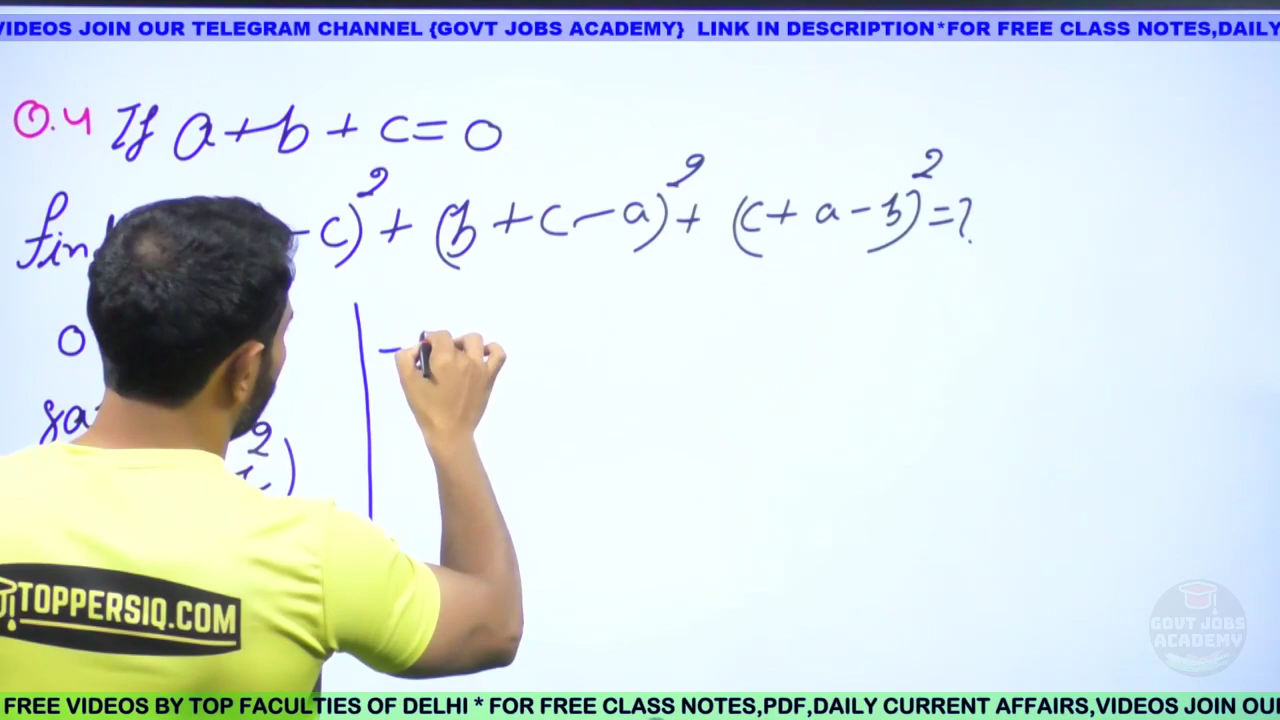 VIDEOS JOIN OUR TELEGRAM CHANNEL {GOVT JOBS ACADEMY} LINK IN DESCRIPTION*FOR FREE CLASS NOTES,DAILY
Q.4 If a+b+c=0
- c)² + (b+c-a)² + (c+a-b)² = ?
0
2
)
TOPPERSIQ.COM
GOVT JOBS
ACADEMY
FREE VIDEOS BY TOP FACULTIES OF DELHI * FOR FREE CLASS NOTES,PDF,DAILY CURRENT AFFAIRS,VIDEOS JOIN OUR